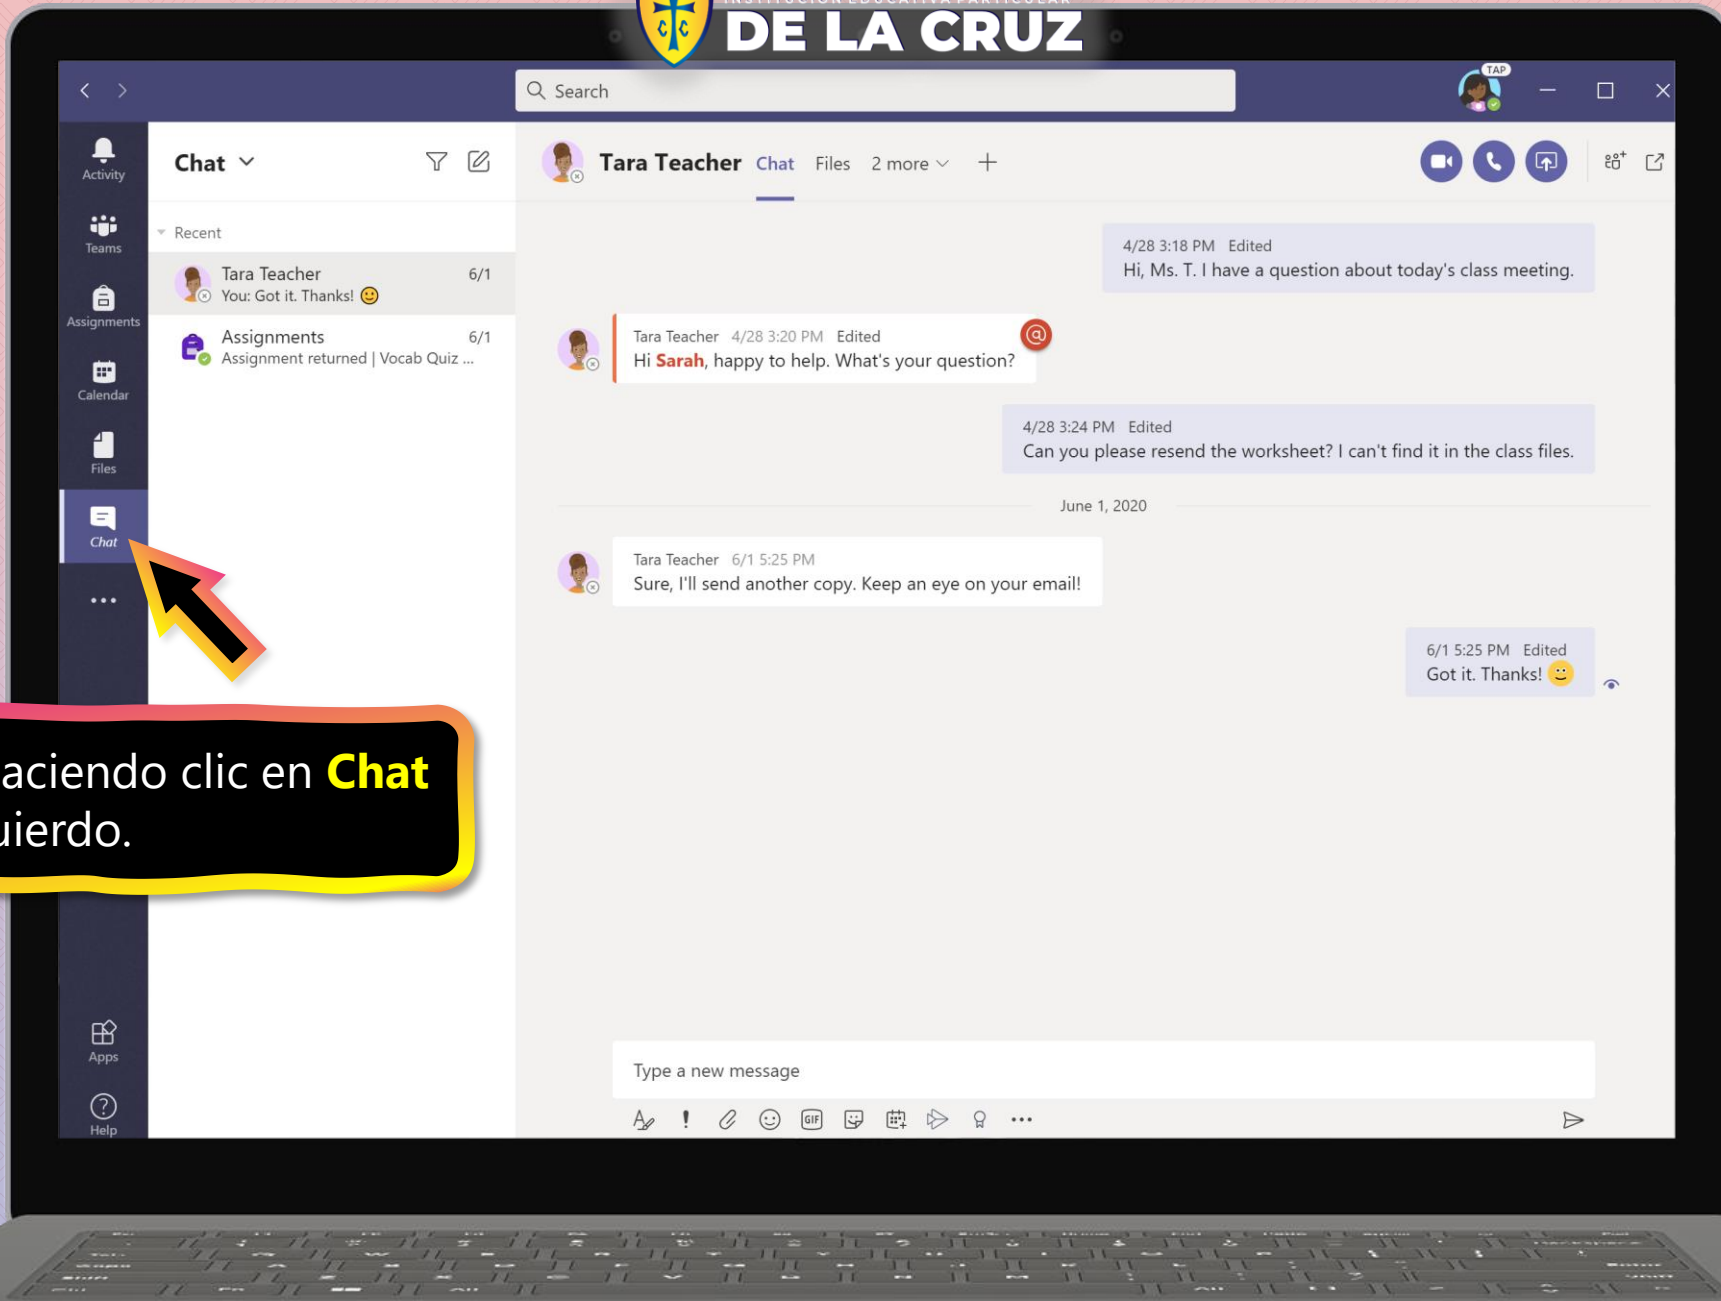 INSTITUCIÓN EDUCATIVA PARTICULAR
DE LA CRUZ
Search
TAP
Activity
Teams
Assignments
Calendar
Files
Chat
Apps
Help
Chat
Recent
Tara Teacher 6/1
You: Got it. Thanks!
Assignments 6/1
Assignment returned | Vocab Quiz ...
Tara Teacher Chat Files 2 more
4/28 3:18 PM Edited
Hi, Ms. T. I have a question about today's class meeting.
Tara Teacher 4/28 3:20 PM Edited
@
Hi Sarah, happy to help. What's your question?
4/28 3:24 PM Edited
Can you please resend the worksheet? I can't find it in the class files.
June 1, 2020
Tara Teacher 6/1 5:25 PM
Sure, I'll send another copy. Keep an eye on your email!
6/1 5:25 PM Edited
Got it. Thanks!
aciendo clic en Chat
uierdo.
Type a new message
GIF